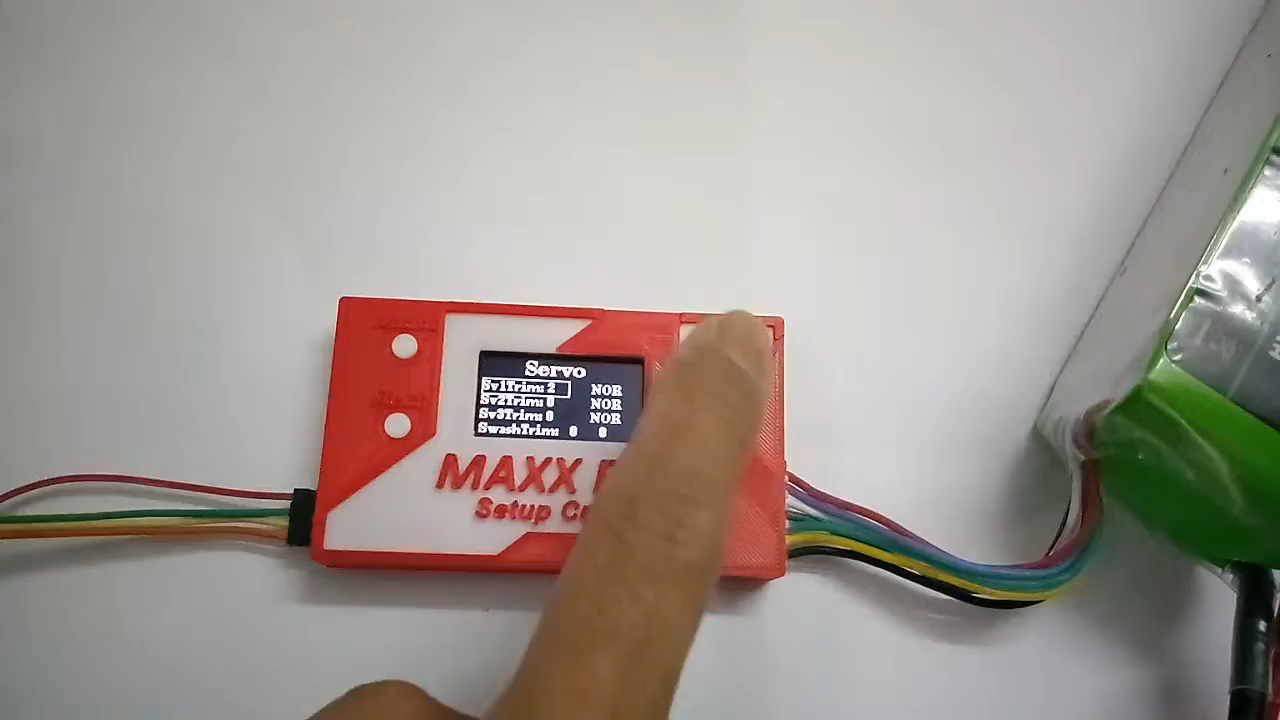 Servo
Sv1Trim: 2 NOR
Sv2Trim: 0 NOR
Sv3Trim: 0 NOR
SwashTrim: 0 0
MAXX
Setup